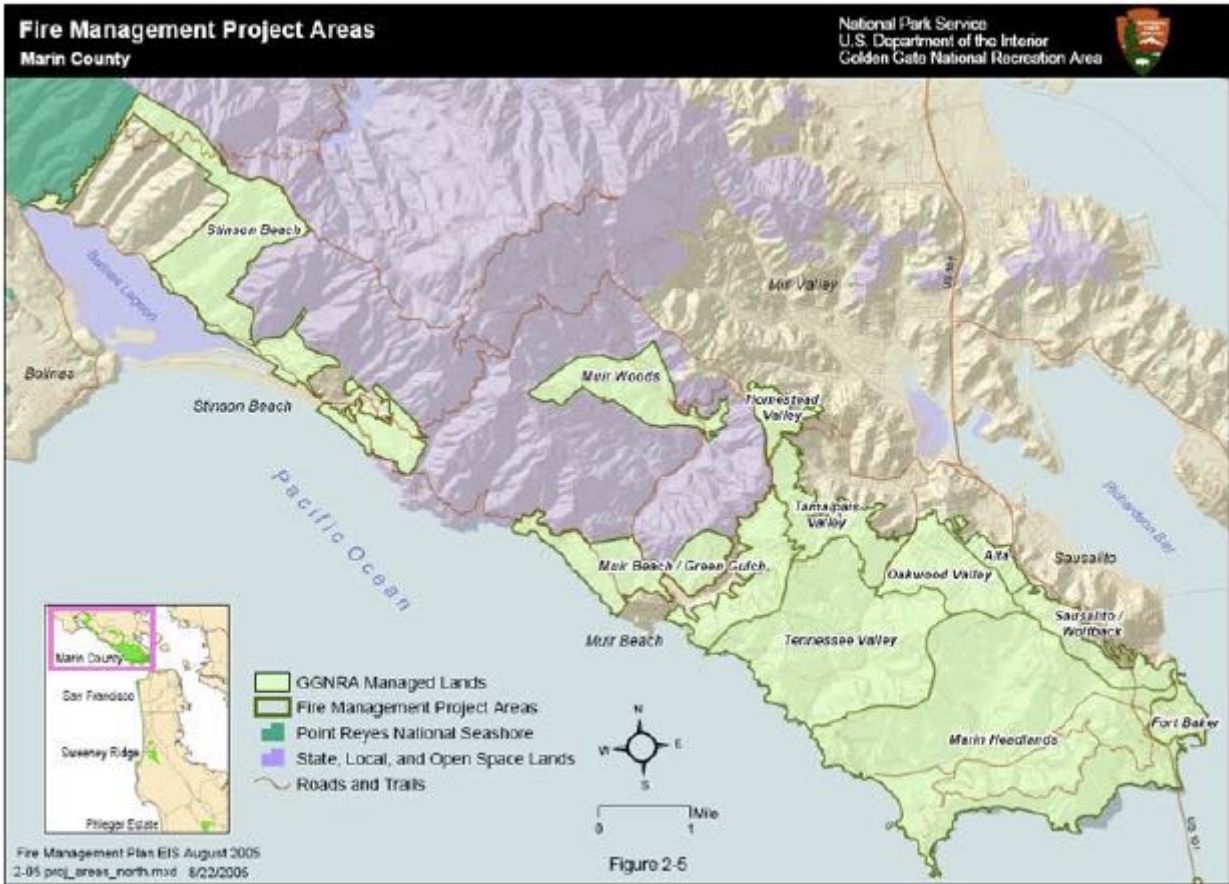 Fire Management Project Areas
Marin County
National Park Service
U.S. Department of the Interior
Golden Gate National Recreation Area
Stinson Beach
Bolinas Lagoon
Bolinas
Stinson Beach
Mill Valley
US 101
Muir Woods
Homestead
Valley
Pacific Ocean
Tamalpais
Valley
Richardson Bay
Muir Beach / Green Gulch
Alta
Sausalito
Oakwood Valley
Sausalito /
Wolfback
Muir Beach
Tennessee Valley
Fort Baker
Marin Headlands
US 101
Marin County
San Francisco
Sweeney Ridge
Phleger Estate
GGNRA Managed Lands
Fire Management Project Areas
Point Reyes National Seashore
State, Local, and Open Space Lands
Roads and Trails
N
W
E
S
Mile
0
1
Fire Management Plan EIS August 2005
2-05 proj_areas_north.mxd 8/22/2005
Figure 2-5